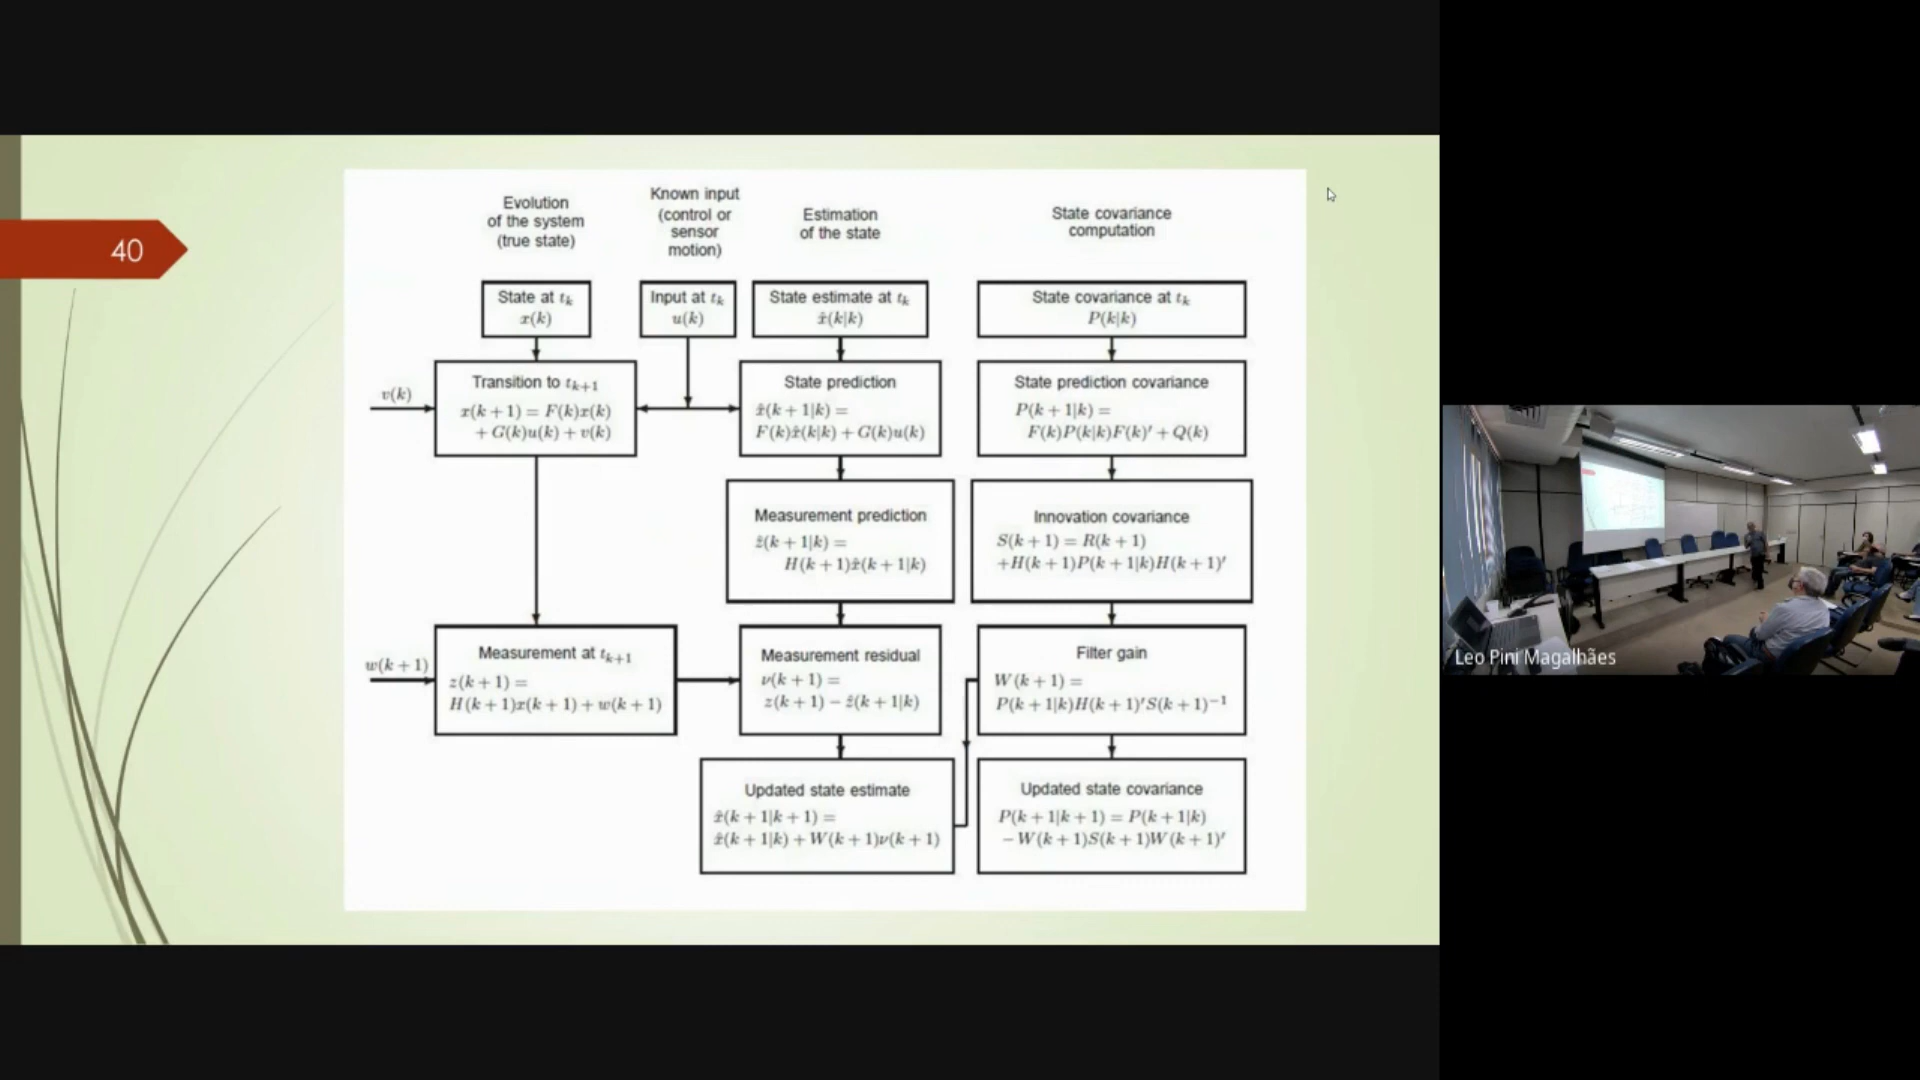 40
Evolution
of the system
(true state)
Known input
(control or
sensor
motion)
Estimation
of the state
State covariance
computation
State at t_k
x(k)
Input at t_k
u(k)
State estimate at t_k
x̂(k|k)
State covariance at t_k
P(k|k)
v(k)
Transition to t_{k+1}
x(k + 1) = F(k)x(k)
+ G(k)u(k) + v(k)
State prediction
x̂(k + 1|k) =
F(k)x̂(k|k) + G(k)u(k)
State prediction covariance
P(k + 1|k) =
F(k)P(k|k)F(k)′ + Q(k)
Measurement prediction
ẑ(k + 1|k) =
H(k + 1)x̂(k + 1|k)
Innovation covariance
S(k + 1) = R(k + 1)
+H(k + 1)P(k + 1|k)H(k + 1)′
w(k + 1)
Measurement at t_{k+1}
z(k + 1) =
H(k + 1)x(k + 1) + w(k + 1)
Measurement residual
ν(k + 1) =
z(k + 1) − ẑ(k + 1|k)
Filter gain
W(k + 1) =
P(k + 1|k)H(k + 1)′S(k + 1)⁻¹
Updated state estimate
x̂(k + 1|k + 1) =
x̂(k + 1|k) + W(k + 1)ν(k + 1)
Updated state covariance
P(k + 1|k + 1) = P(k + 1|k)
− W(k + 1)S(k + 1)W(k + 1)′
Leo Pini Magalhães